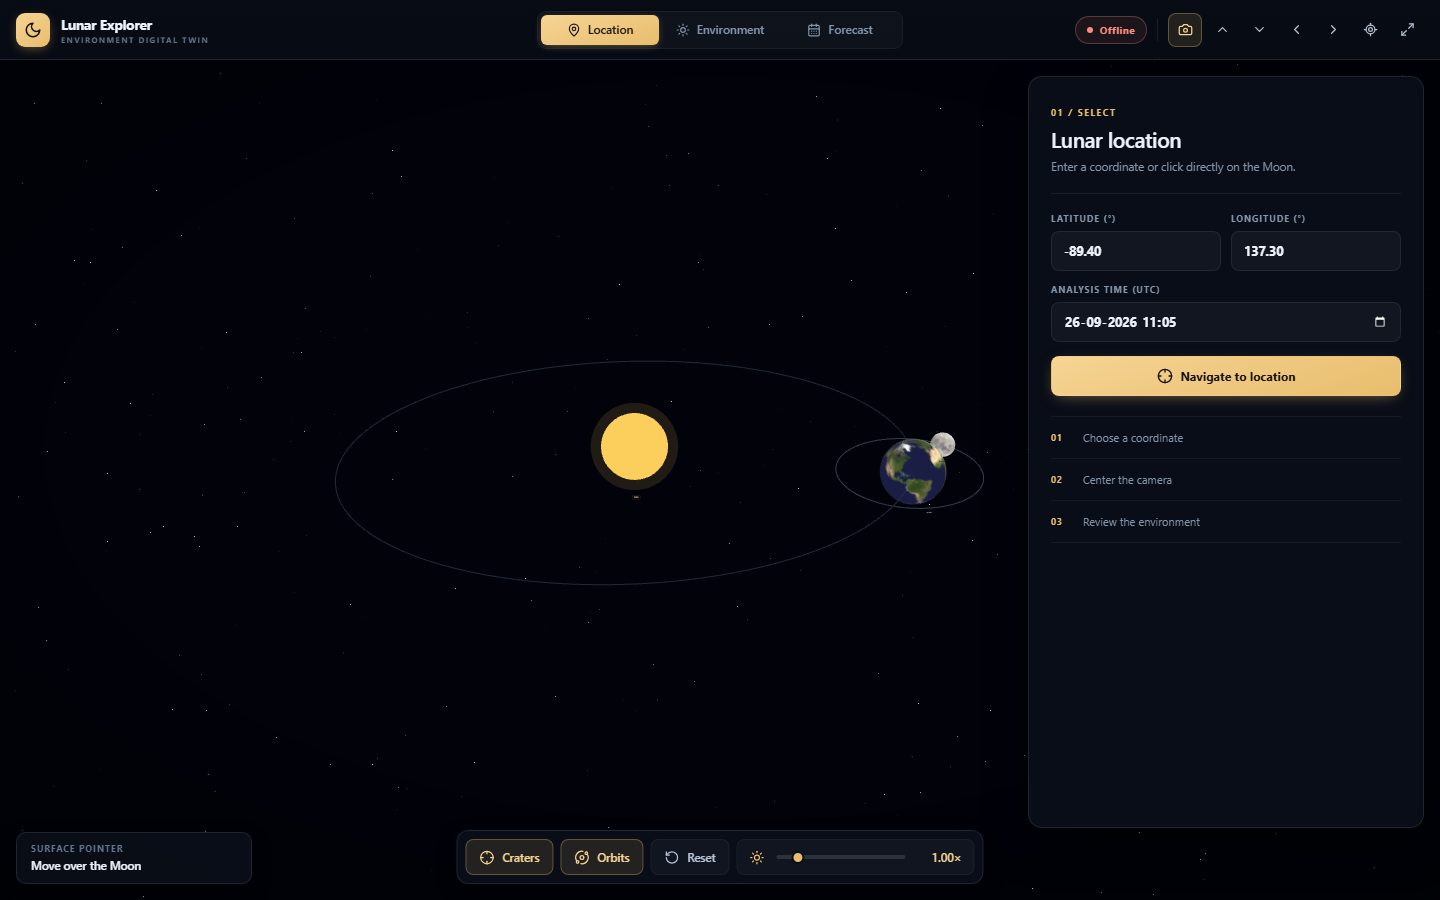 Lunar Explorer
ENVIRONMENT DIGITAL TWIN
Location
Environment
Forecast
Offline
01 / SELECT
Lunar location
Enter a coordinate or click directly on the Moon.
LATITUDE (°)
LONGITUDE (°)
-89.40
137.30
ANALYSIS TIME (UTC)
26-09-2026 11:05
Navigate to location
01 Choose a coordinate
02 Center the camera
03 Review the environment
SURFACE POINTER
Move over the Moon
Craters
Orbits
Reset
1.00×